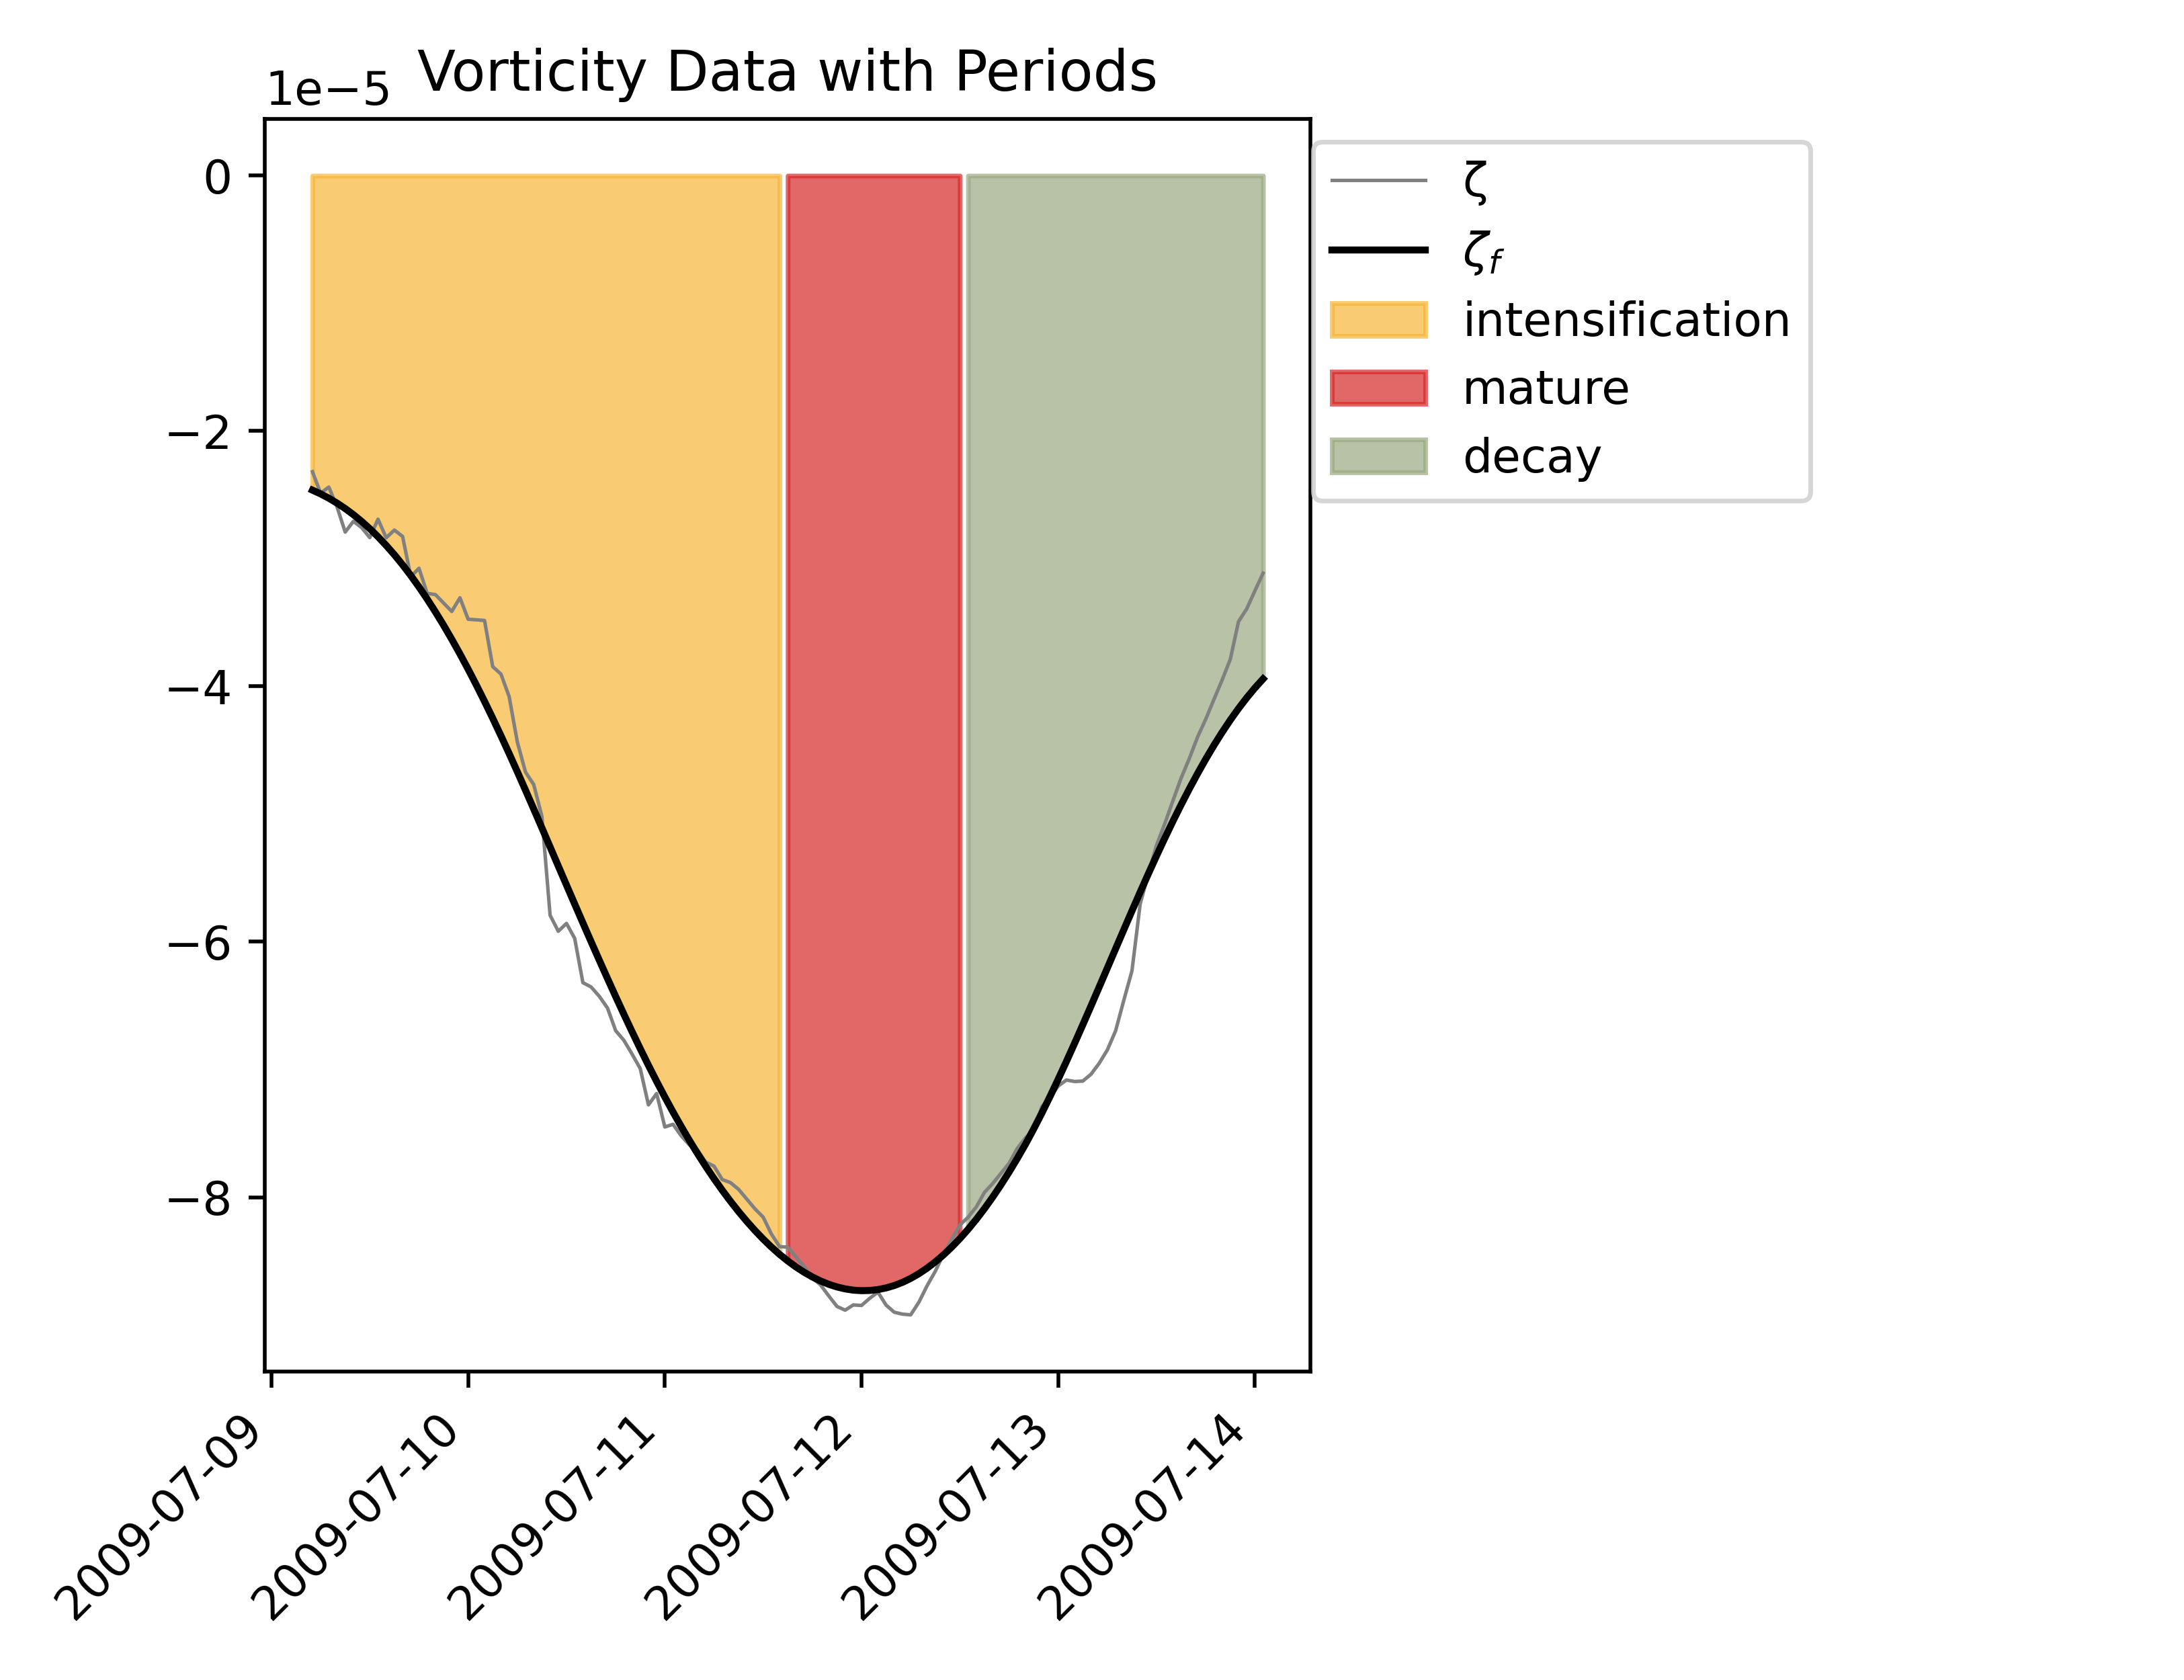 Vorticity Data with Periods
1e−5
0
−2
−4
−6
−8
2009-07-09
2009-07-10
2009-07-11
2009-07-12
2009-07-13
2009-07-14
ζ
ζf
intensification
mature
decay